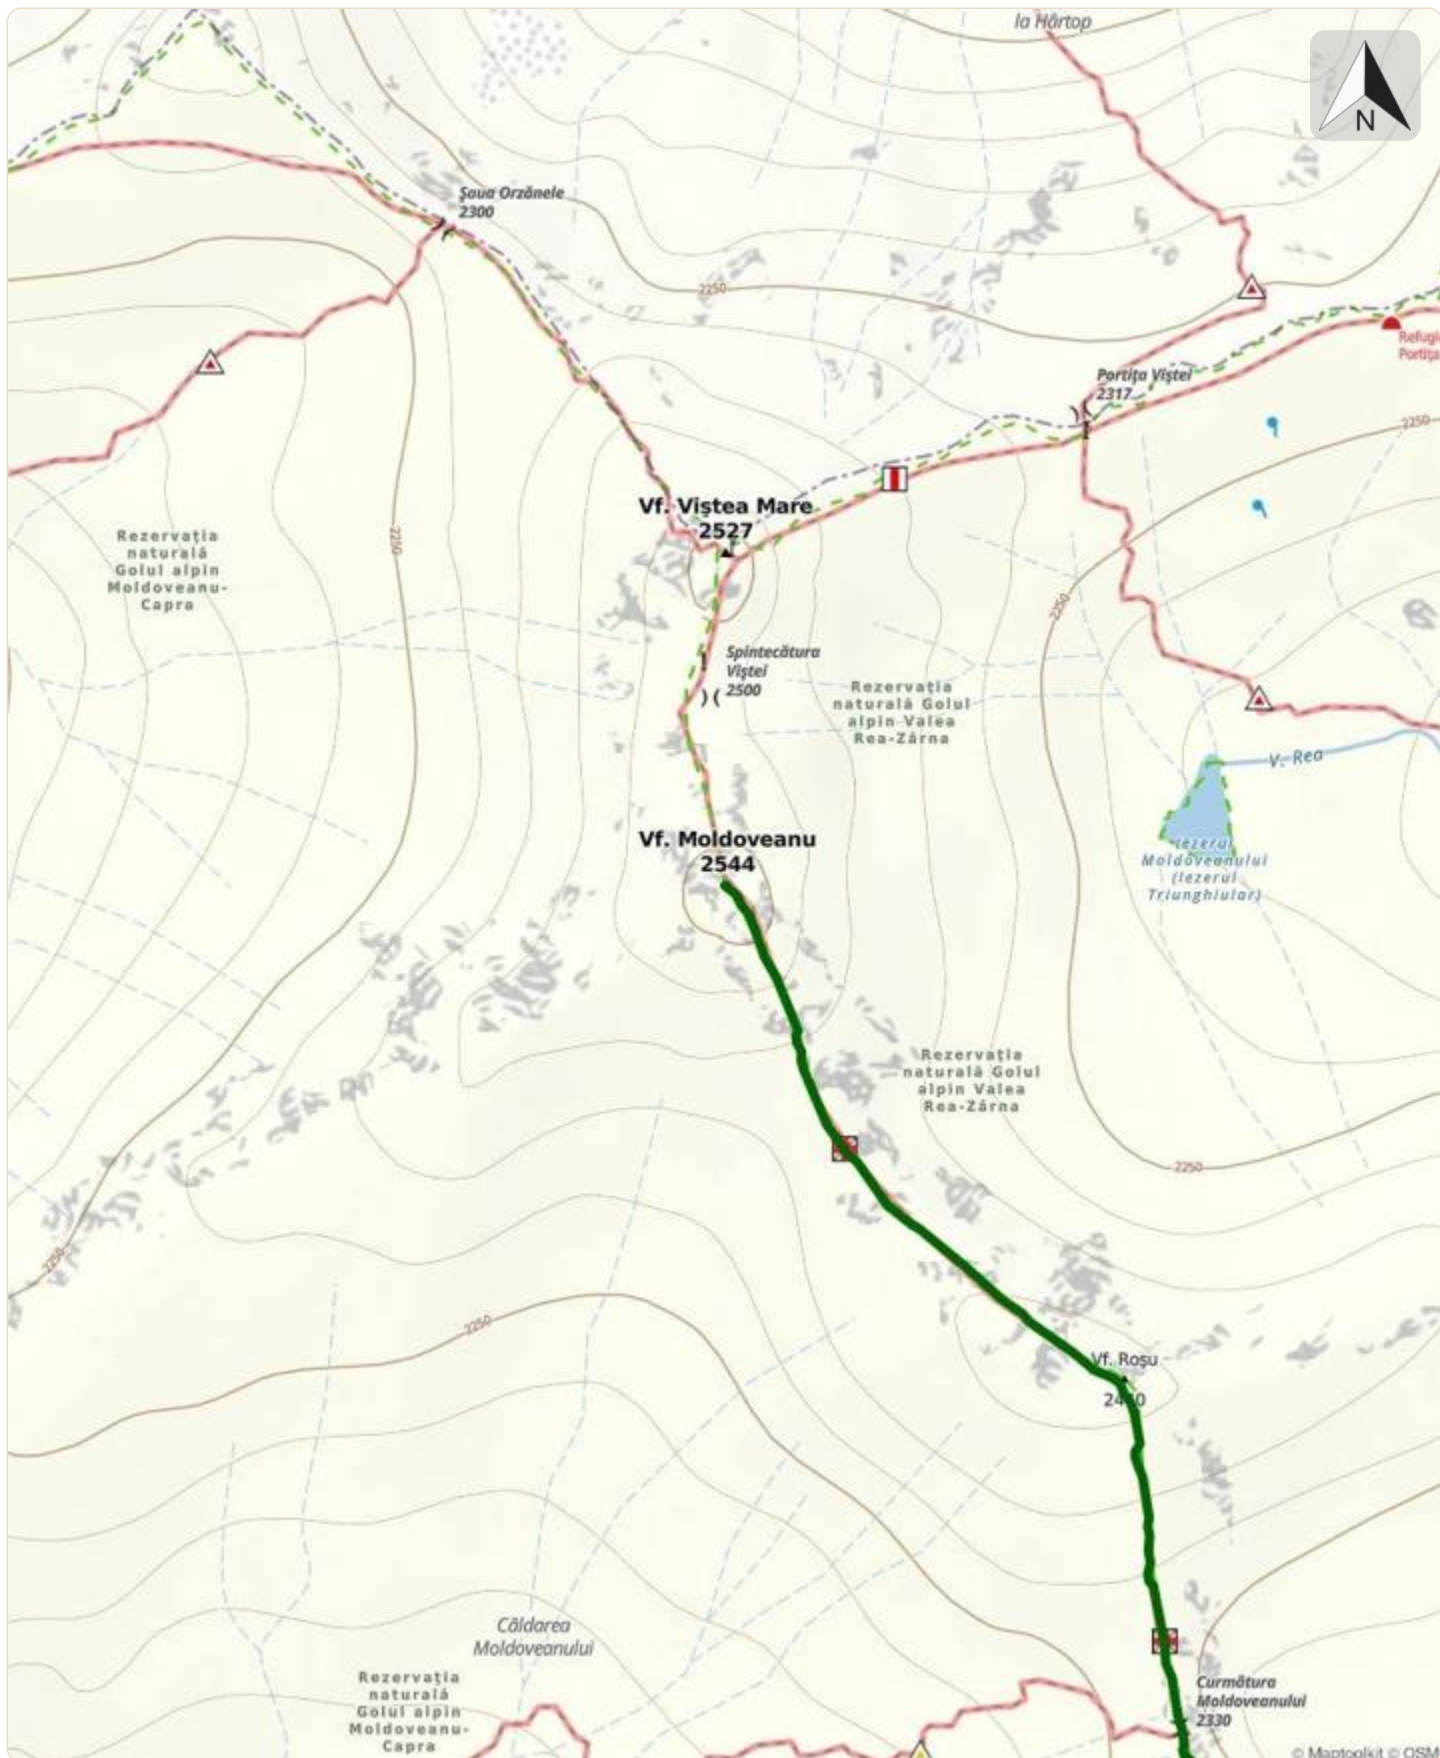 la Hârtop
N
Şaua Orzănele
2300
2250
Refugi
Portița
Portița Viștei
2317
2250
Vf. Viștea Mare
2527
Rezervația
naturală
Golul alpin
Moldoveanu-
Capra
2250
2250
Spintecătura
Viștei
2500
Rezervația
naturală Golul
alpin Valea
Rea-Zârna
V. Rea
Vf. Moldoveanu
2544
Iezerul
Moldoveanului
(Iezerul
Triunghiular)
Rezervația
naturală Golul
alpin Valea
Rea-Zârna
2250
2250
2250
Vf. Roșu
Căldarea
Moldoveanului
Rezervația
naturală
Golul alpin
Moldoveanu-
Capra
Curmătura
Moldoveanului
2330
© Maptoolkit © OSM